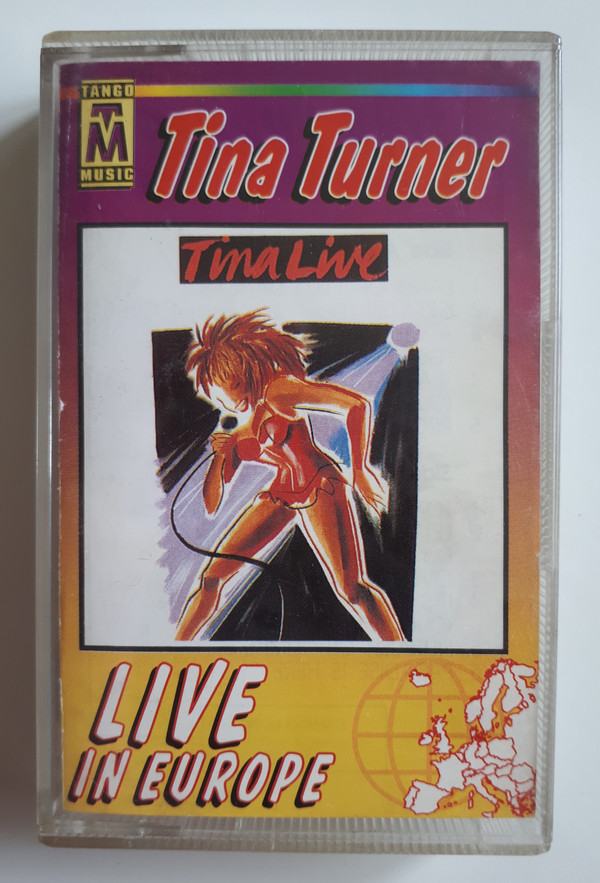 TANGO
TM
MUSIC
Tina Turner
Tina Live
LIVE
IN EUROPE